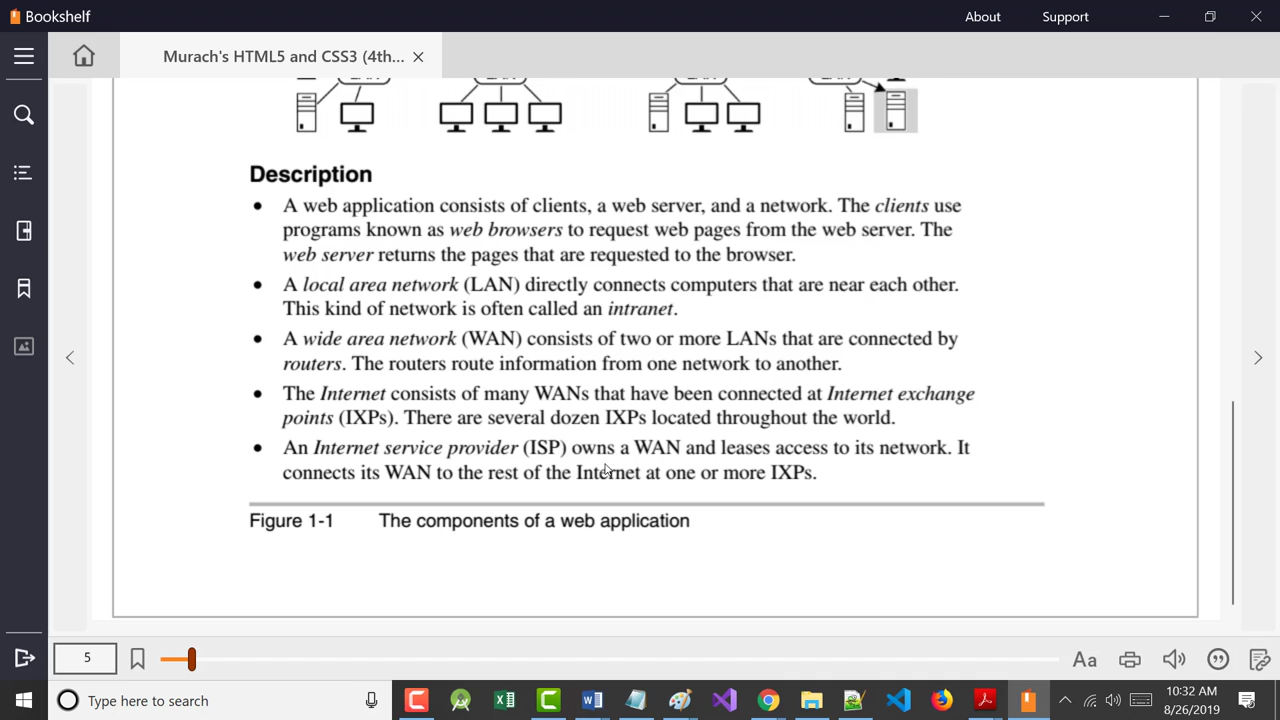 Bookshelf
About
Support
Murach's HTML5 and CSS3 (4th...
Description
• A web application consists of clients, a web server, and a network. The clients use
programs known as web browsers to request web pages from the web server. The
web server returns the pages that are requested to the browser.
• A local area network (LAN) directly connects computers that are near each other.
This kind of network is often called an intranet.
• A wide area network (WAN) consists of two or more LANs that are connected by
routers. The routers route information from one network to another.
• The Internet consists of many WANs that have been connected at Internet exchange
points (IXPs). There are several dozen IXPs located throughout the world.
• An Internet service provider (ISP) owns a WAN and leases access to its network. It
connects its WAN to the rest of the Internet at one or more IXPs.
Figure 1-1 The components of a web application
5
Aa
Type here to search
10:32 AM
8/26/2019